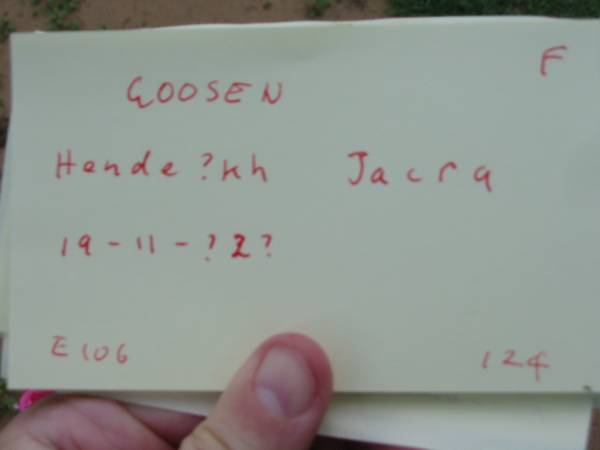 F
GOOSEN
Hende?kh Jacra
19-11-?2?
E106 124